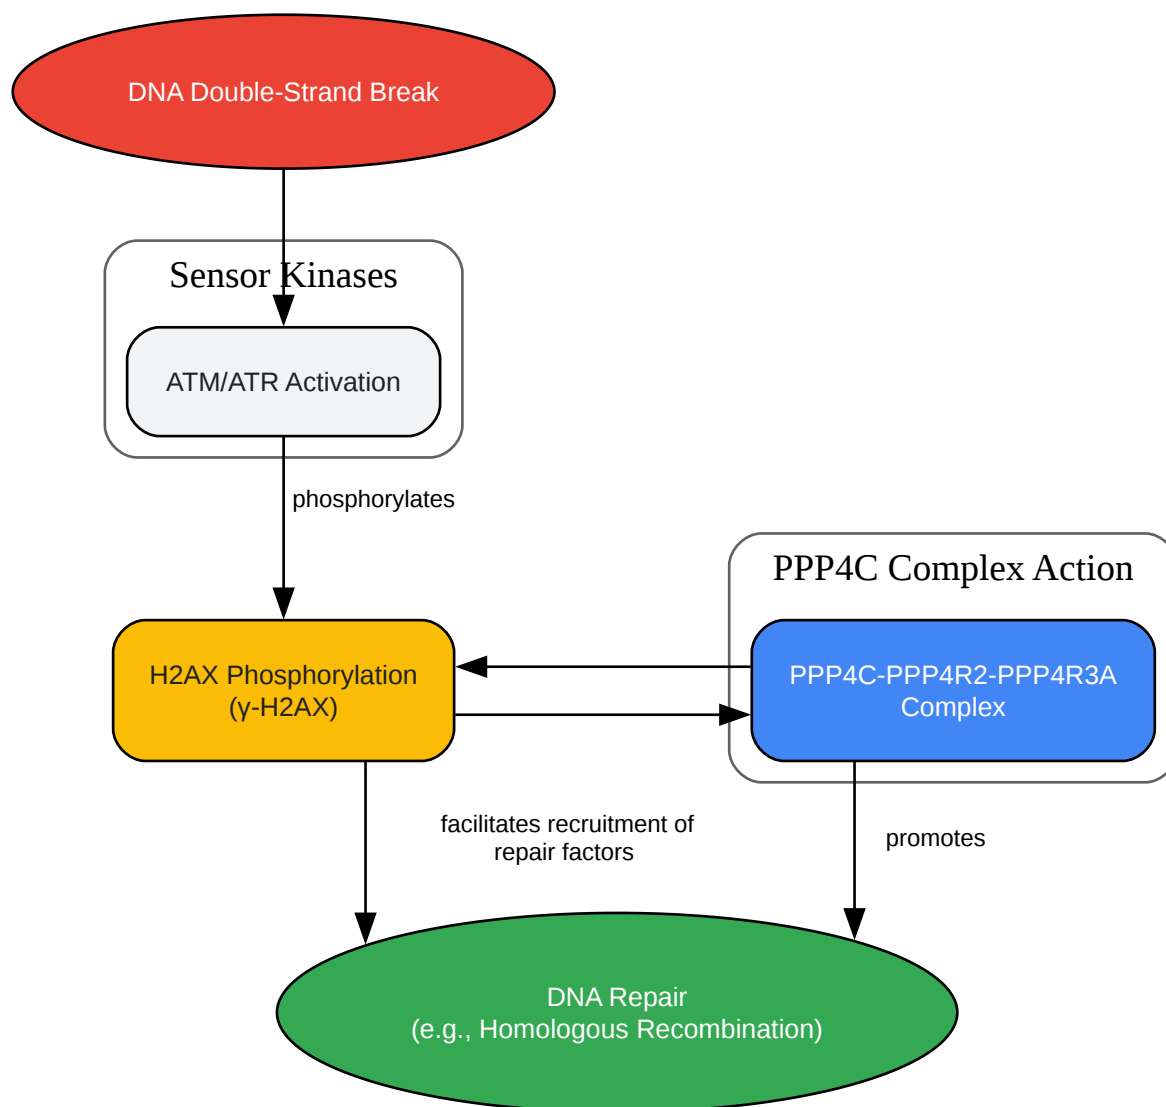 DNA Double-Strand Break
Sensor Kinases
ATM/ATR Activation
phosphorylates
PPP4C Complex Action
H2AX Phosphorylation
(γ-H2AX)
PPP4C-PPP4R2-PPP4R3A
Complex
facilitates recruitment of
repair factors
promotes
DNA Repair
(e.g., Homologous Recombination)